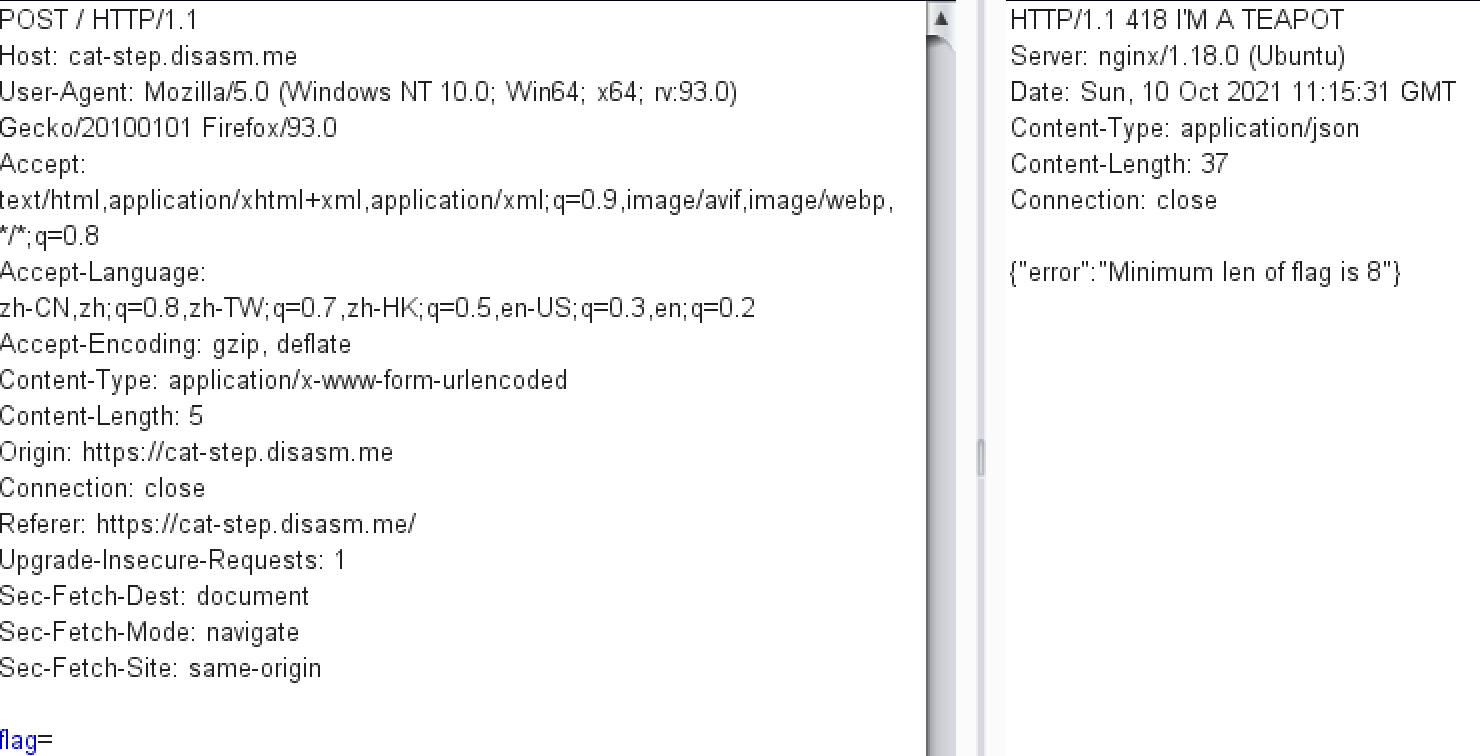 POST / HTTP/1.1
Host: cat-step.disasm.me
User-Agent: Mozilla/5.0 (Windows NT 10.0; Win64; x64; rv:93.0)
Gecko/20100101 Firefox/93.0
Accept:
text/html,application/xhtml+xml,application/xml;q=0.9,image/avif,image/webp,
*/*;q=0.8
Accept-Language:
zh-CN,zh;q=0.8,zh-TW;q=0.7,zh-HK;q=0.5,en-US;q=0.3,en;q=0.2
Accept-Encoding: gzip, deflate
Content-Type: application/x-www-form-urlencoded
Content-Length: 5
Origin: https://cat-step.disasm.me
Connection: close
Referer: https://cat-step.disasm.me/
Upgrade-Insecure-Requests: 1
Sec-Fetch-Dest: document
Sec-Fetch-Mode: navigate
Sec-Fetch-Site: same-origin
flag=
HTTP/1.1 418 I'M A TEAPOT
Server: nginx/1.18.0 (Ubuntu)
Date: Sun, 10 Oct 2021 11:15:31 GMT
Content-Type: application/json
Content-Length: 37
Connection: close
{"error":"Minimum len of flag is 8"}